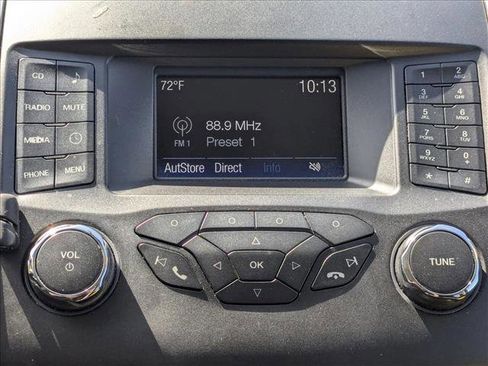 72°F 10:13
88.9 MHz
FM 1 Preset 1
AutStore Direct Info
CD
RADIO MUTE
MEDIA
PHONE MENU
1 2 ABC
3 DEF 4 GHI
5 JKL 6 MNO
7 PQRS 8 TUV
9 WXYZ 0 +
* #
VOL
OK
TUNE